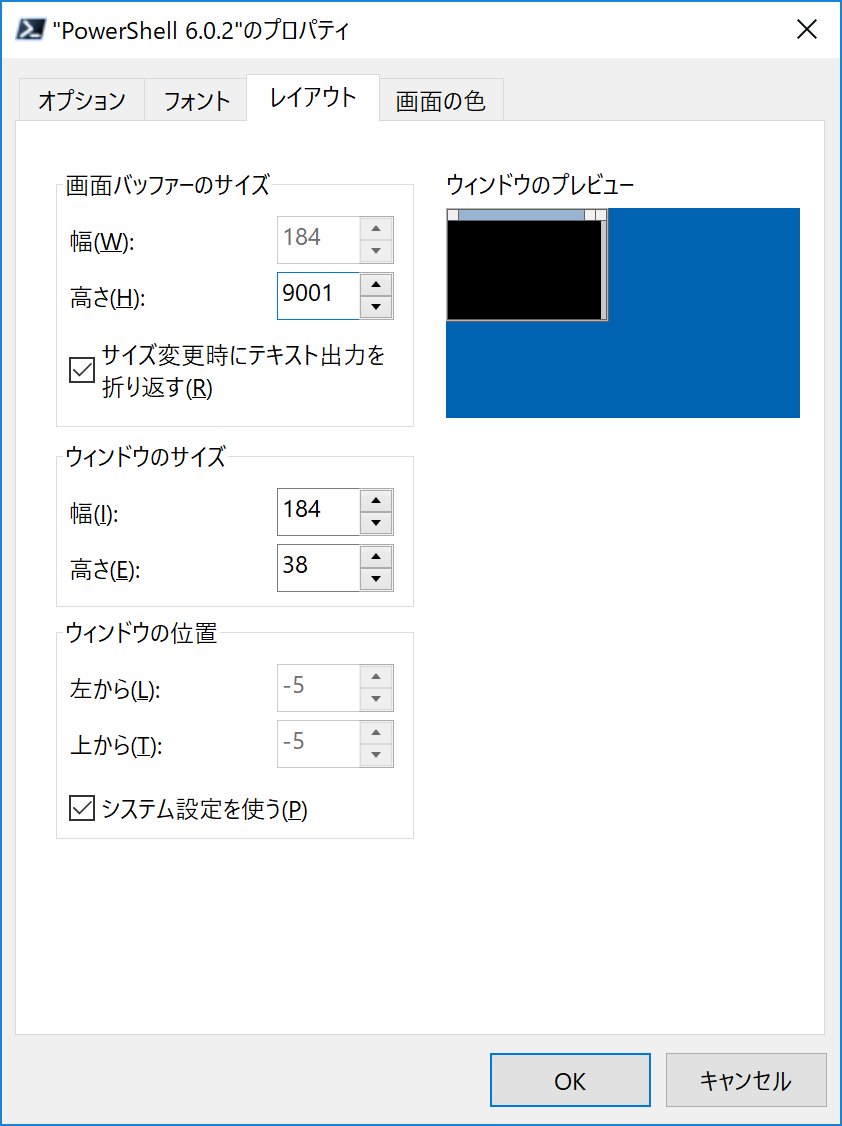 "PowerShell 6.0.2"のプロパティ
オプション フォント レイアウト 画面の色
画面バッファーのサイズ
幅(W): 184
高さ(H): 9001
サイズ変更時にテキスト出力を
折り返す(R)
ウィンドウのサイズ
幅(I): 184
高さ(E): 38
ウィンドウの位置
左から(L): -5
上から(T): -5
システム設定を使う(P)
ウィンドウのプレビュー
OK キャンセル